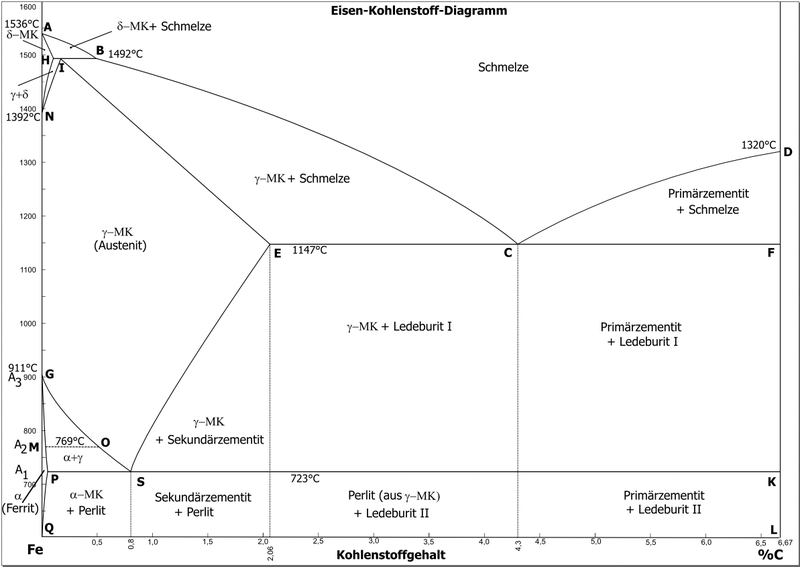 Eisen-Kohlenstoff-Diagramm
1600
1536°C
A
δ-MK+ Schmelze
δ-MK
B
1492°C
1500
H
I
Schmelze
γ+δ
1400
1392°C
N
1320°C
D
1300
γ-MK + Schmelze
Primärzementit
+ Schmelze
1200
γ-MK
(Austenit)
E
1147°C
C
F
1100
1000
γ-MK + Ledeburit I
Primärzementit
+ Ledeburit I
911°C
A3
G
900
800
γ-MK
+ Sekundärzementit
A2
M
769°C
O
α+γ
A1
700
P
S
723°C
K
α
(Ferrit)
α-MK
+ Perlit
Sekundärzementit
+ Perlit
Perlit (aus γ-MK)
+ Ledeburit II
Primärzementit
+ Ledeburit II
Q
L
Fe
0,5
0,8
1,0
1,5
2,0
2,06
2,5
3,0
3,5
4,0
4,3
4,5
5,0
5,5
6,0
6,5
6,67
Kohlenstoffgehalt
%C